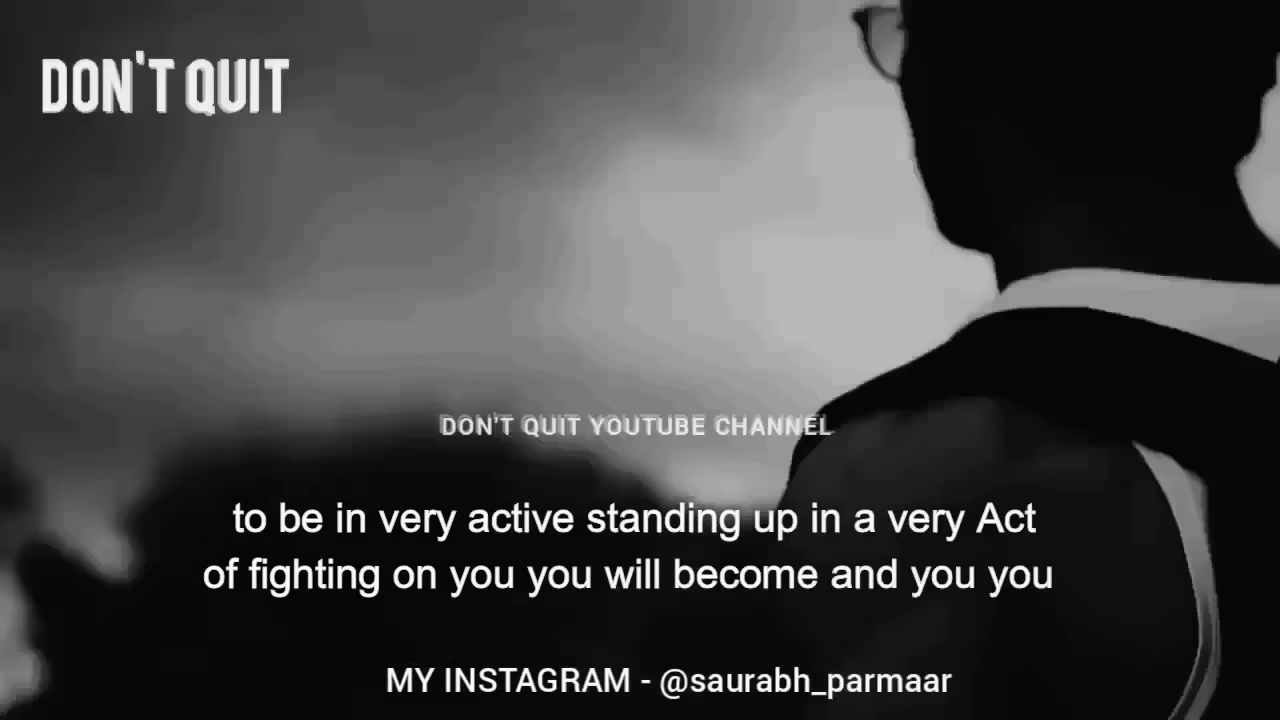 DON'T QUIT
DON'T QUIT YOUTUBE CHANNEL
to be in very active standing up in a very Act
of fighting on you you will become and you you
MY INSTAGRAM - @saurabh_parmaar